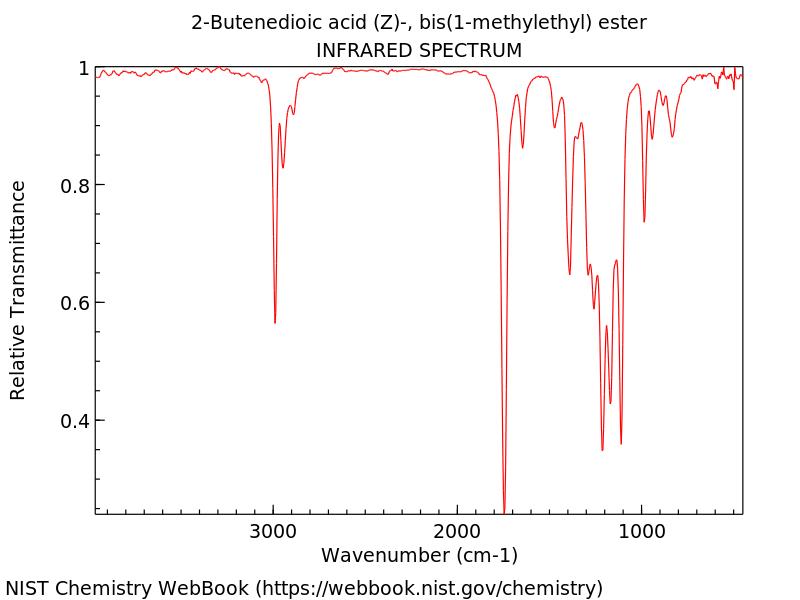 2-Butenedioic acid (Z)-, bis(1-methylethyl) ester
INFRARED SPECTRUM
1
0.8
0.6
0.4
Relative Transmittance
3000 2000 1000
Wavenumber (cm-1)
NIST Chemistry WebBook (https://webbook.nist.gov/chemistry)